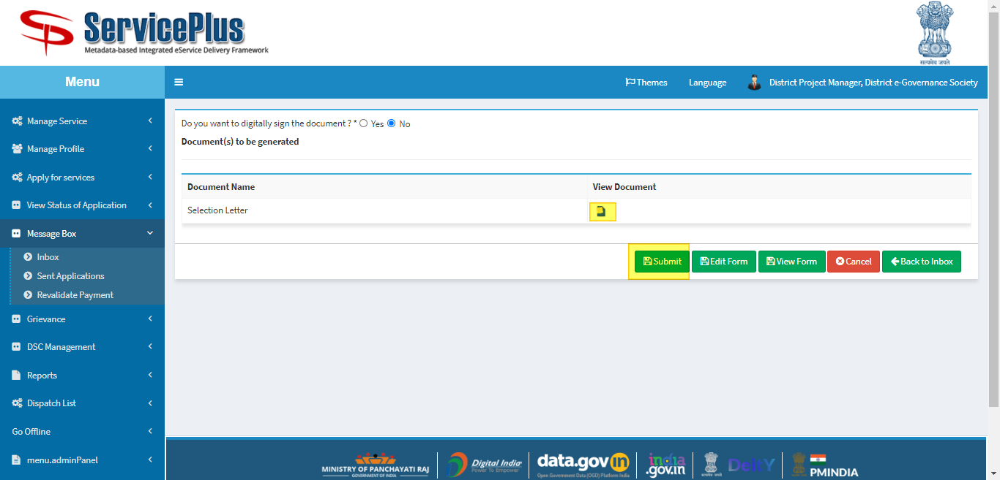 ServicePlus
Metadata-based Integrated eService Delivery Framework
सत्यमेव जयते
Menu
Themes
Language
District Project Manager, District e-Governance Society
Manage Service
Manage Profile
Apply for services
View Status of Application
Message Box
Inbox
Sent Applications
Revalidate Payment
Grievance
DSC Management
Reports
Dispatch List
Go Offline
menu.adminPanel
Do you want to digitally sign the document ? * Yes No
Document(s) to be generated
Document Name View Document
Selection Letter
Submit Edit Form View Form Cancel Back to Inbox
MINISTRY OF PANCHAYATI RAJ
GOVERNMENT OF INDIA
Digital India
Power To Empower
data.gov in
Open Government Data (OGD) Platform India
india
.gov.in
DeitY
PMINDIA